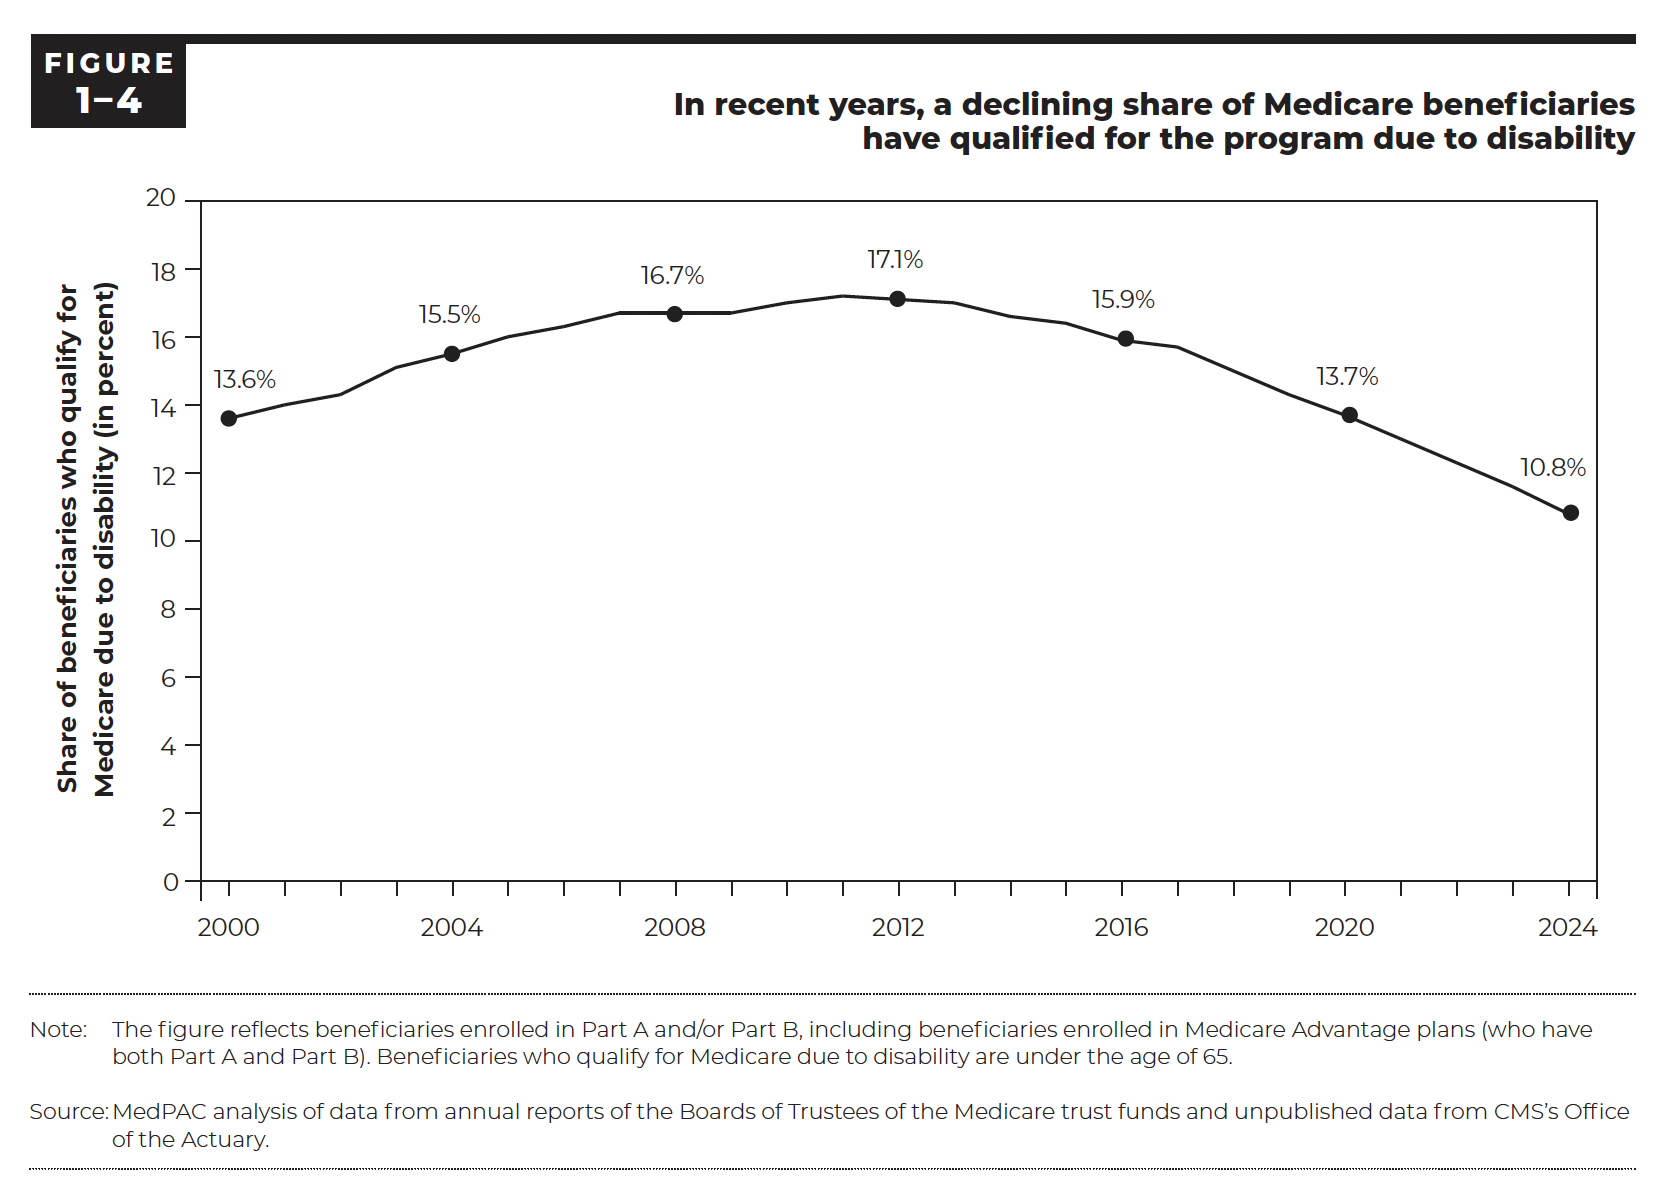 FIGURE
1–4
In recent years, a declining share of Medicare beneficiaries
have qualified for the program due to disability
Share of beneficiaries who qualify for
Medicare due to disability (in percent)
20
18
16
14
12
10
8
6
4
2
0
13.6%
15.5%
16.7%
17.1%
15.9%
13.7%
10.8%
2000
2004
2008
2012
2016
2020
2024
Note: The figure reflects beneficiaries enrolled in Part A and/or Part B, including beneficiaries enrolled in Medicare Advantage plans (who have
both Part A and Part B). Beneficiaries who qualify for Medicare due to disability are under the age of 65.
Source: MedPAC analysis of data from annual reports of the Boards of Trustees of the Medicare trust funds and unpublished data from CMS’s Office
of the Actuary.